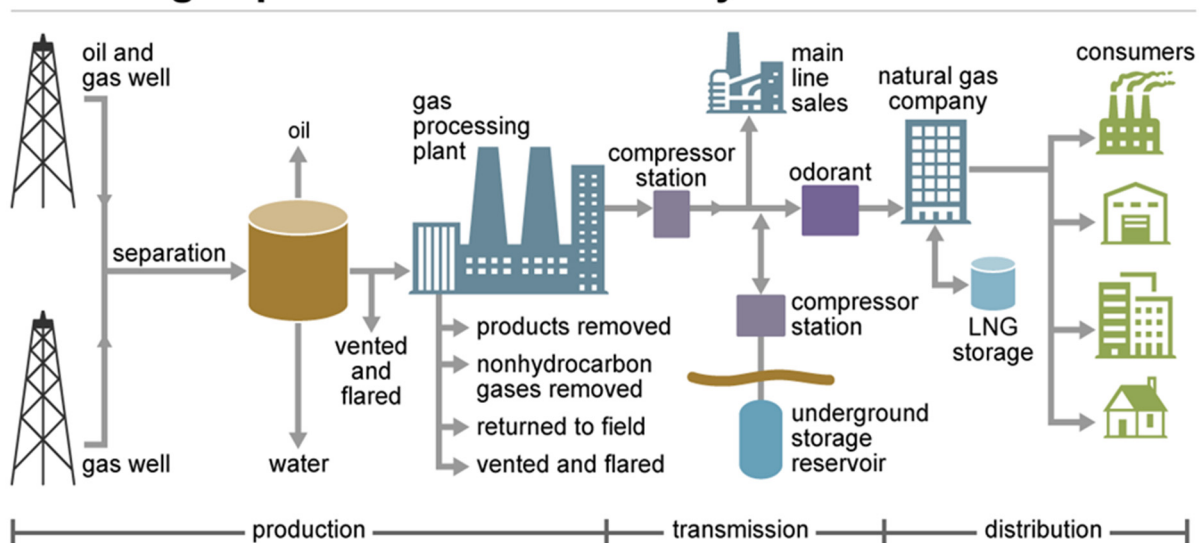 oil and
gas well
oil
separation
vented
and
flared
water
gas well
gas
processing
plant
products removed
nonhydrocarbon
gases removed
returned to field
vented and flared
compressor
station
main
line
sales
odorant
compressor
station
underground
storage
reservoir
natural gas
company
LNG
storage
consumers
production
transmission
distribution